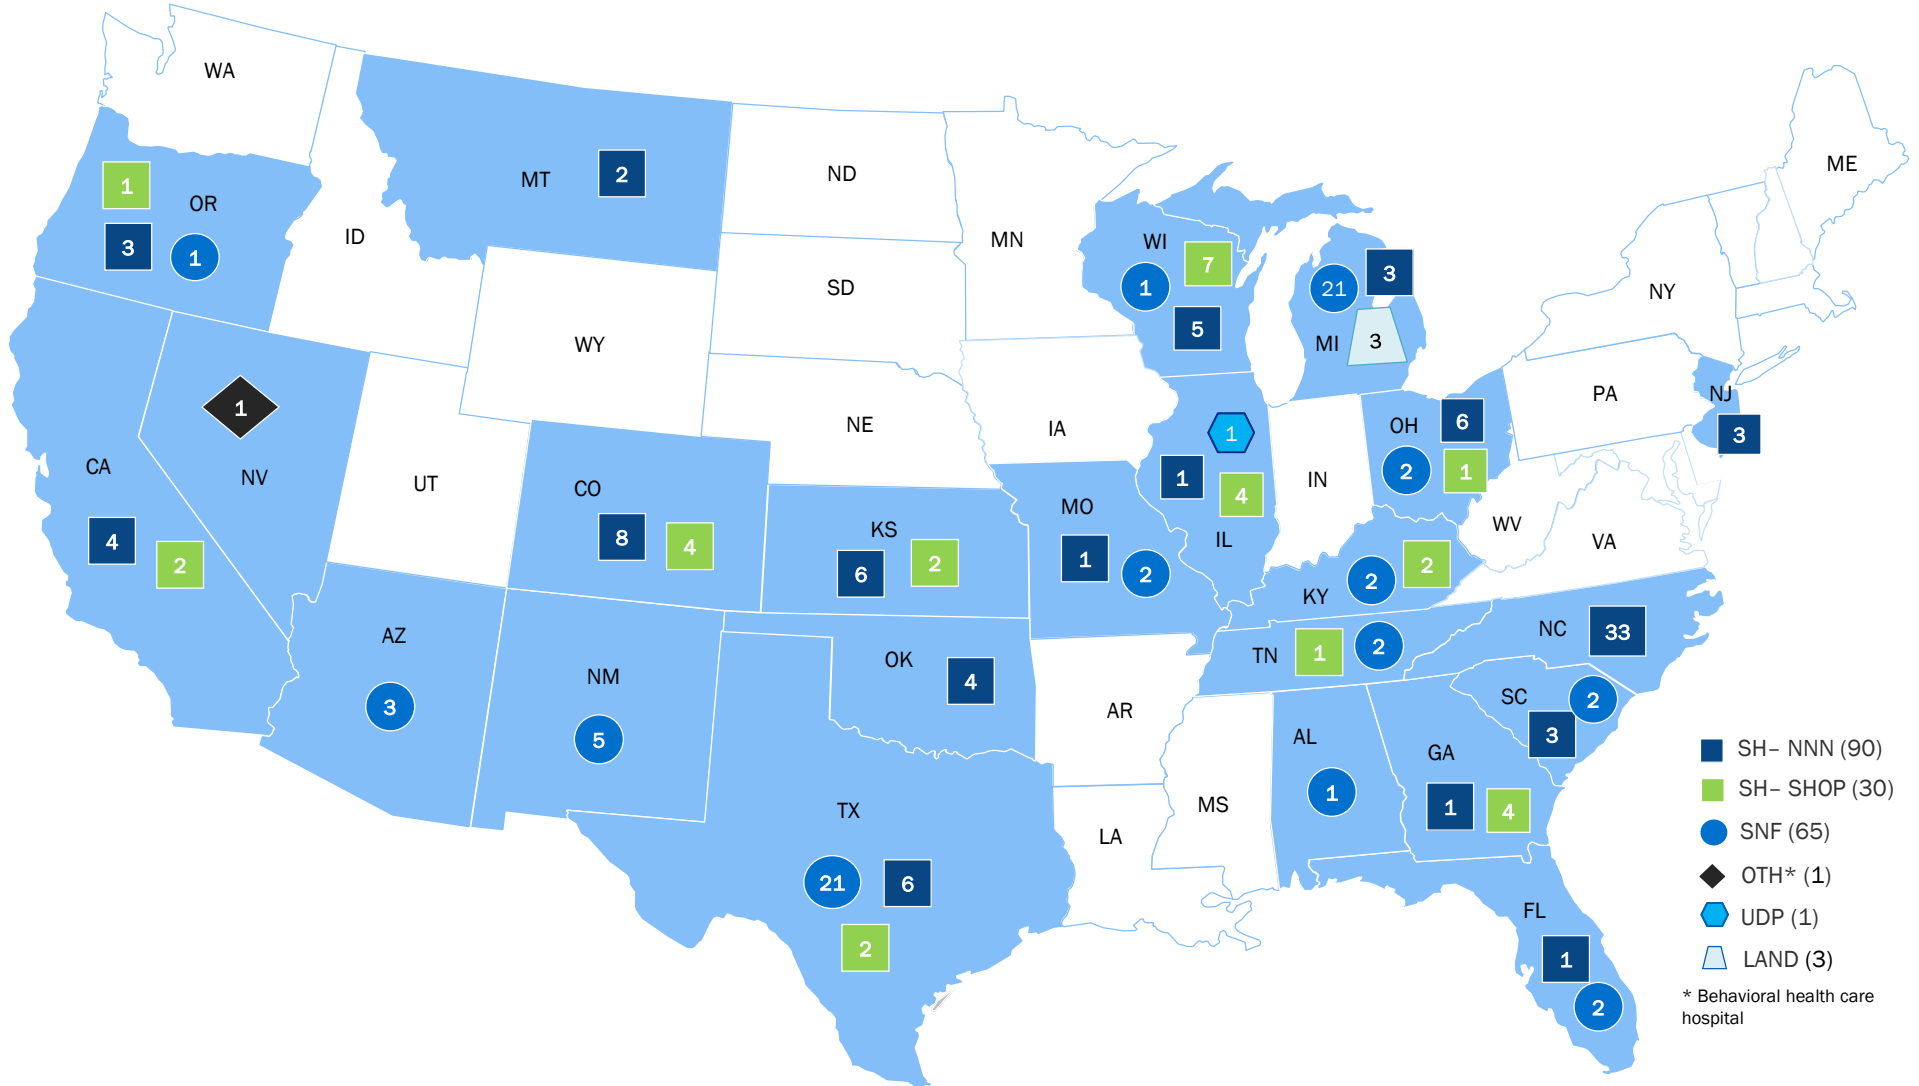 WA
MT
2
ND
MN
ME
1
OR
3
1
ID
WI
7
1
5
21
3
MI
3
SD
NY
WY
1
NV
NE
IA
PA
NJ
3
CA
4
2
UT
CO
8
4
KS
6
2
MO
1
2
1
1
4
IL
IN
OH
6
2
1
WV
VA
KY
2
2
AZ
3
NM
5
OK
4
AR
TN
1
2
NC
33
SC
2
3
TX
21
6
2
LA
MS
AL
1
GA
1
4
FL
1
2
SH– NNN (90)
SH– SHOP (30)
SNF (65)
OTH* (1)
UDP (1)
LAND (3)
* Behavioral health care
hospital